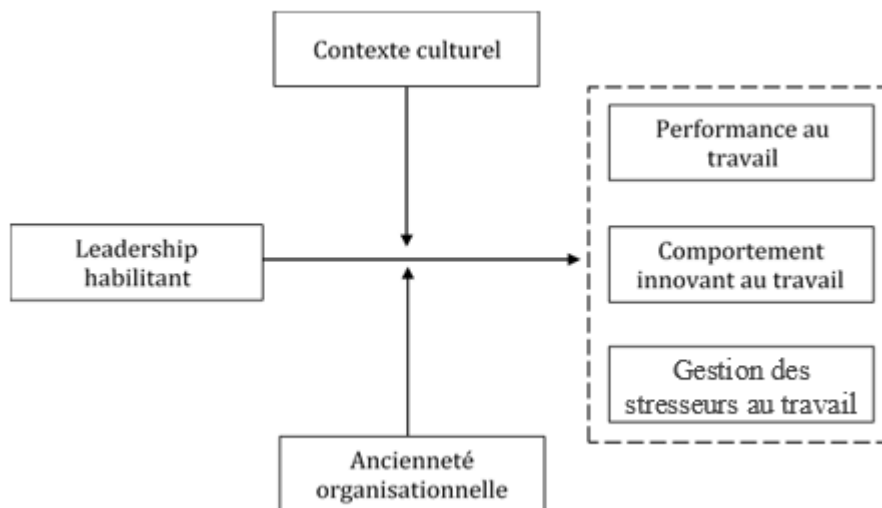 Contexte culturel
Performance au
travail
Leadership
habilitant
Comportement
innovant au travail
Gestion des
stresseurs au travail
Ancienneté
organisationnelle